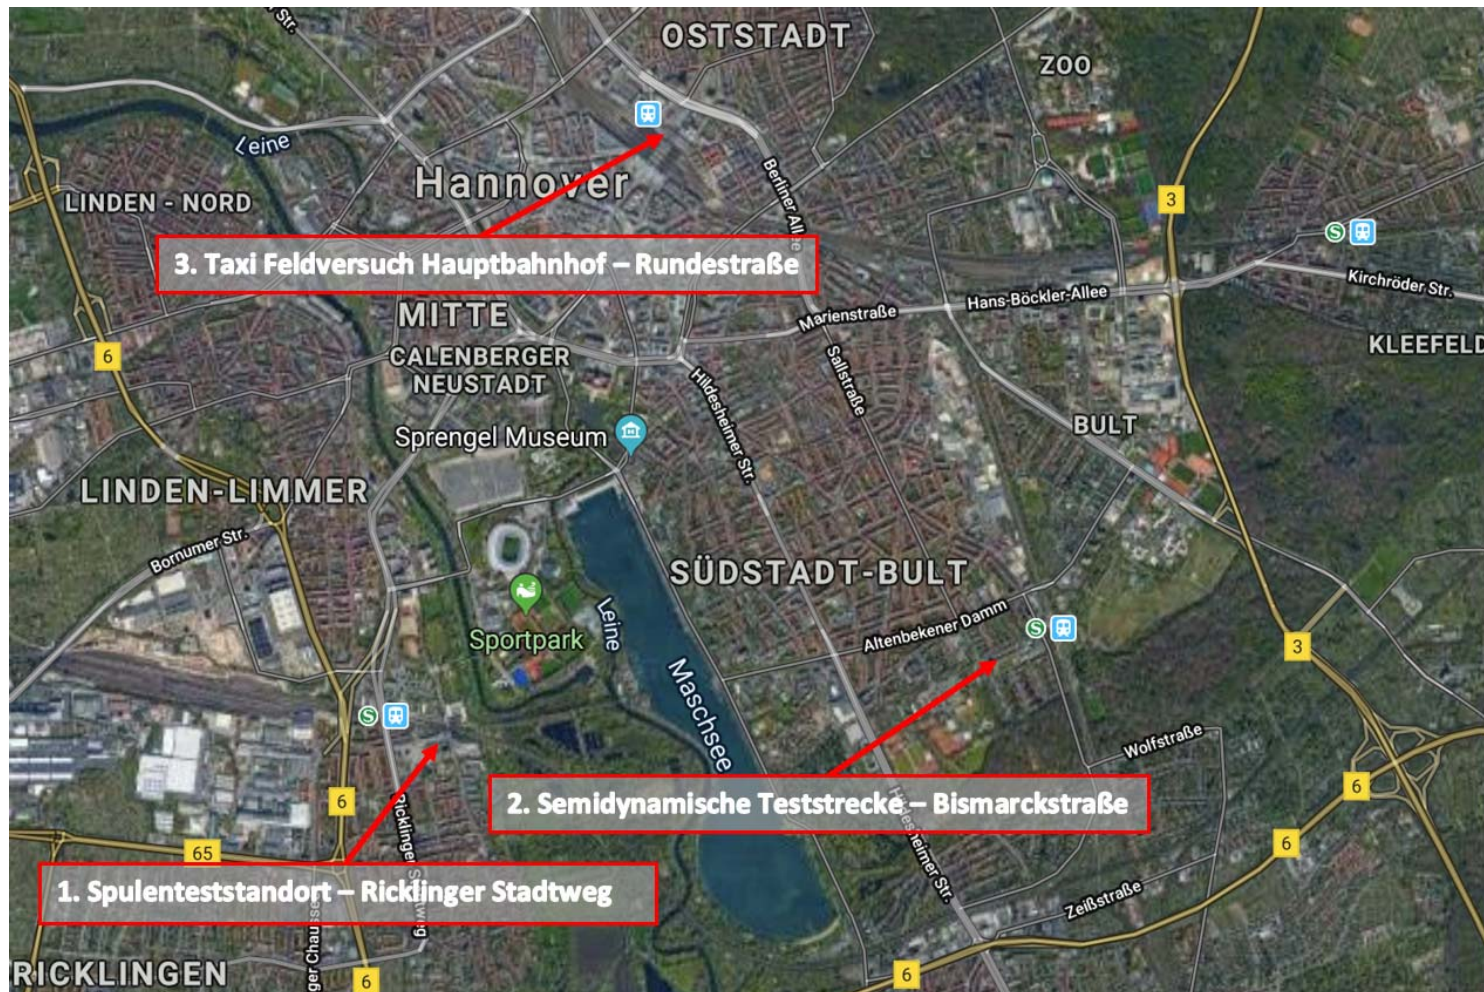 OSTSTADT
ZOO
Leine
Hannover
Berliner Allee
LINDEN - NORD
3
S
3. Taxi Feldversuch Hauptbahnhof – Rundestraße
Kirchröder Str.
Hans-Böckler-Allee
MITTE
Marienstraße
6
CALENBERGER
NEUSTADT
KLEEFELD
Sallstraße
Hildesheimer Str.
BULT
Sprengel Museum
LINDEN-LIMMER
Bornumer Str.
SÜDSTADT-BULT
Leine
Altenbekener Damm
S
Sportpark
3
Maschsee
S
Wolfstraße
6
6
2. Semidynamische Teststrecke – Bismarckstraße
Hildesheimer Str.
Ricklinger Stadtweg
6
65
1. Spulenteststandort – Ricklinger Stadtweg
Zeißstraße
RICKLINGEN
6
6